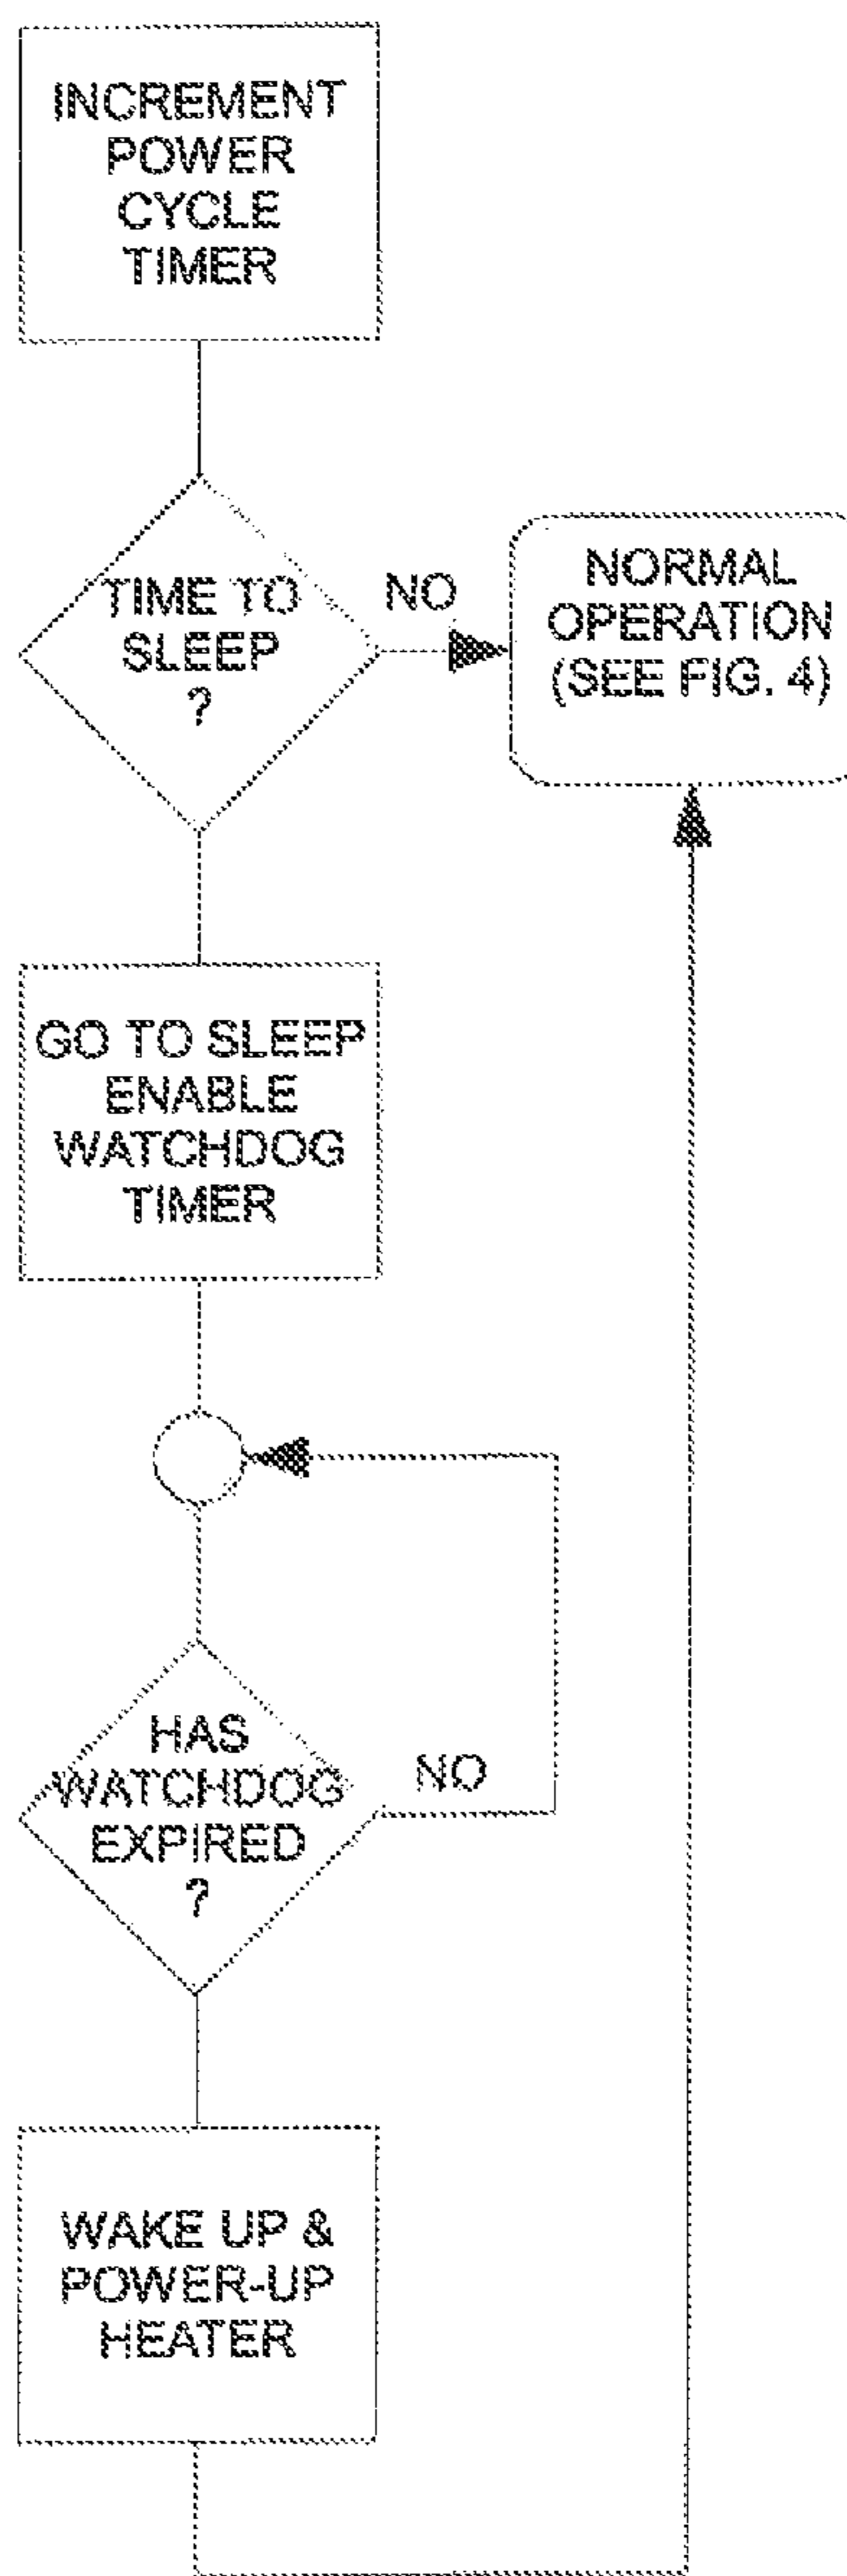 INCREMENT
POWER
CYCLE
TIMER
TIME TO
SLEEP
?
NO
NORMAL
OPERATION
(SEE FIG. 4)
GO TO SLEEP
ENABLE
WATCHDOG
TIMER
HAS
WATCHDOG
EXPIRED
?
NO
WAKE UP &
POWER-UP
HEATER